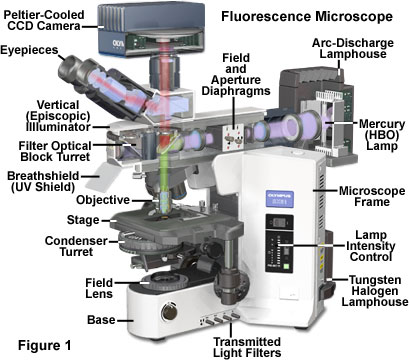 Peltier-Cooled
CCD Camera
Fluorescence Microscope
Arc-Discharge
Lamphouse
Eyepieces
Field
and
Aperture
Diaphragms
Vertical
(Episcopic)
Illluminator
Mercury
(HBO)
Lamp
Filter Optical
Block Turret
Breathshield
(UV Shield)
Microscope
Frame
Objective
Stage
OLYMPUS
Lamp
Intensity
Control
Condenser
Turret
Field
Lens
Tungsten
Halogen
Lamphouse
Base
Transmitted
Light Filters
Figure 1